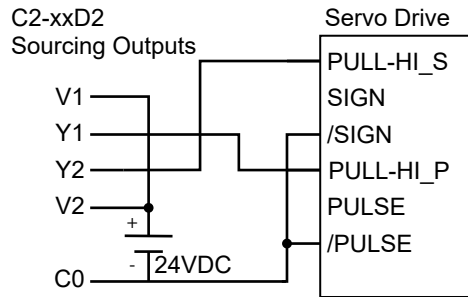 C2-xxD2
Sourcing Outputs
Servo Drive
V1
Y1
Y2
V2
C0
+
-
24VDC
PULL-HI_S
SIGN
/SIGN
PULL-HI_P
PULSE
/PULSE